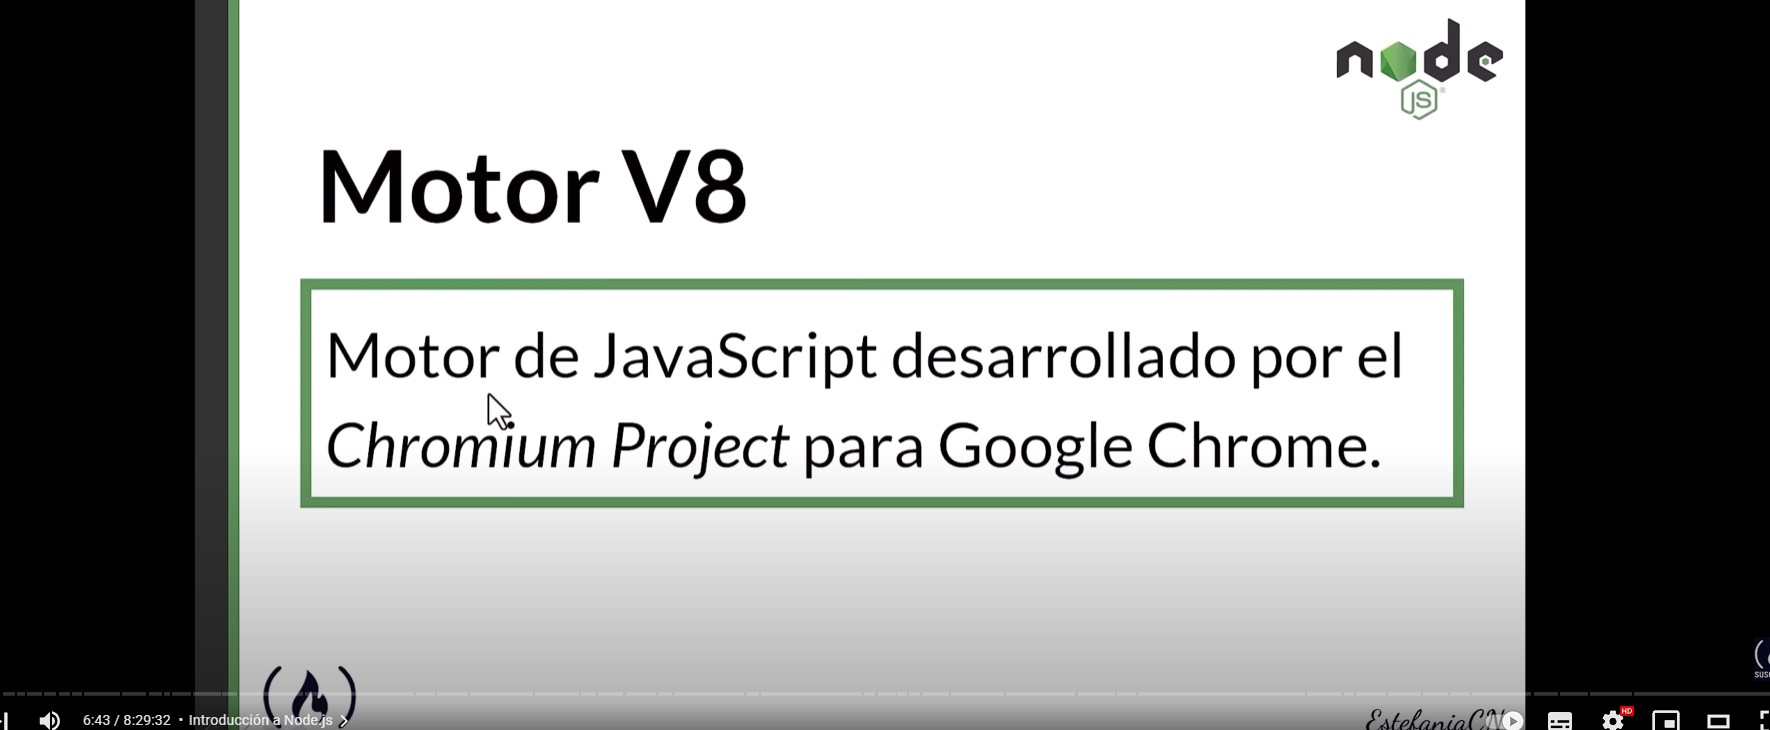 node
JS
Motor V8
Motor de JavaScript desarrollado por el
Chromium Project para Google Chrome.
6:43 / 8:29:32 • Introducción a Node.js
HD